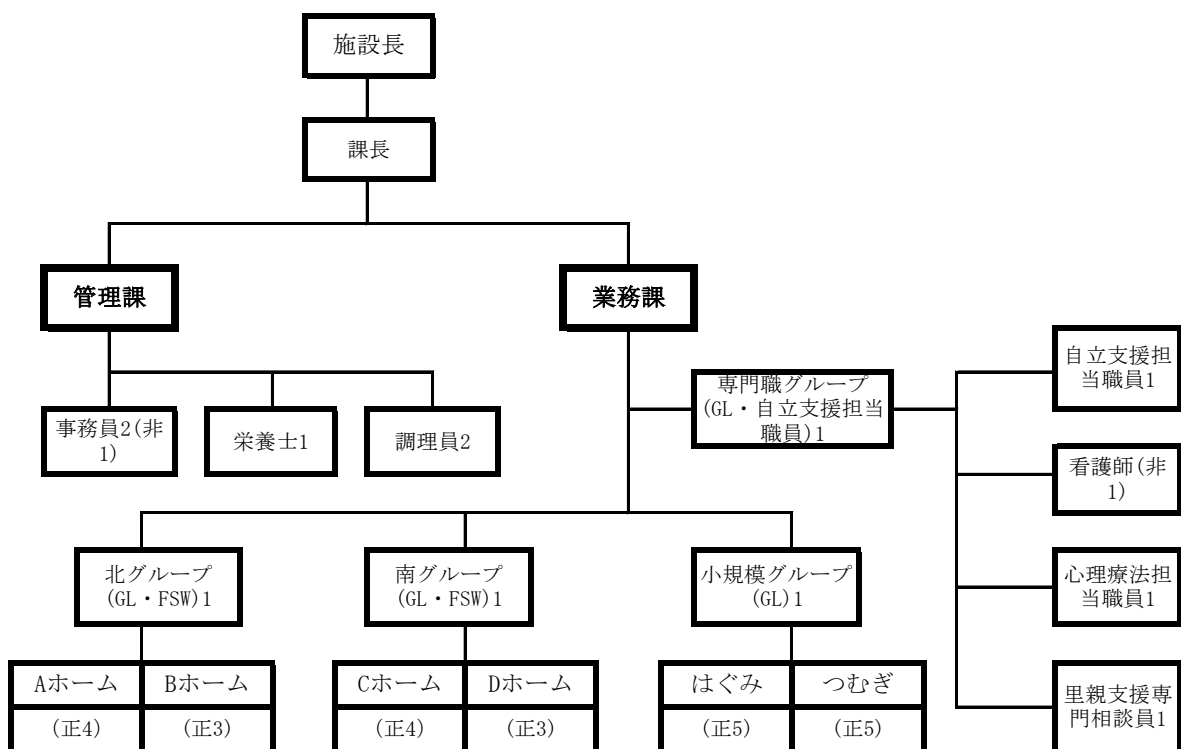 施設長
課長
管理課
業務課
事務員2(非
1)
栄養士1
調理員2
専門職グループ
(GL・自立支援担当
職員)1
自立支援担
当職員1
看護師(非
1)
心理療法担
当職員1
里親支援専
門相談員1
北グループ
(GL・FSW)1
南グループ
(GL・FSW)1
小規模グループ
(GL)1
Aホーム
Bホーム
Cホーム
Dホーム
はぐみ
つむぎ
(正4)
(正3)
(正4)
(正3)
(正5)
(正5)